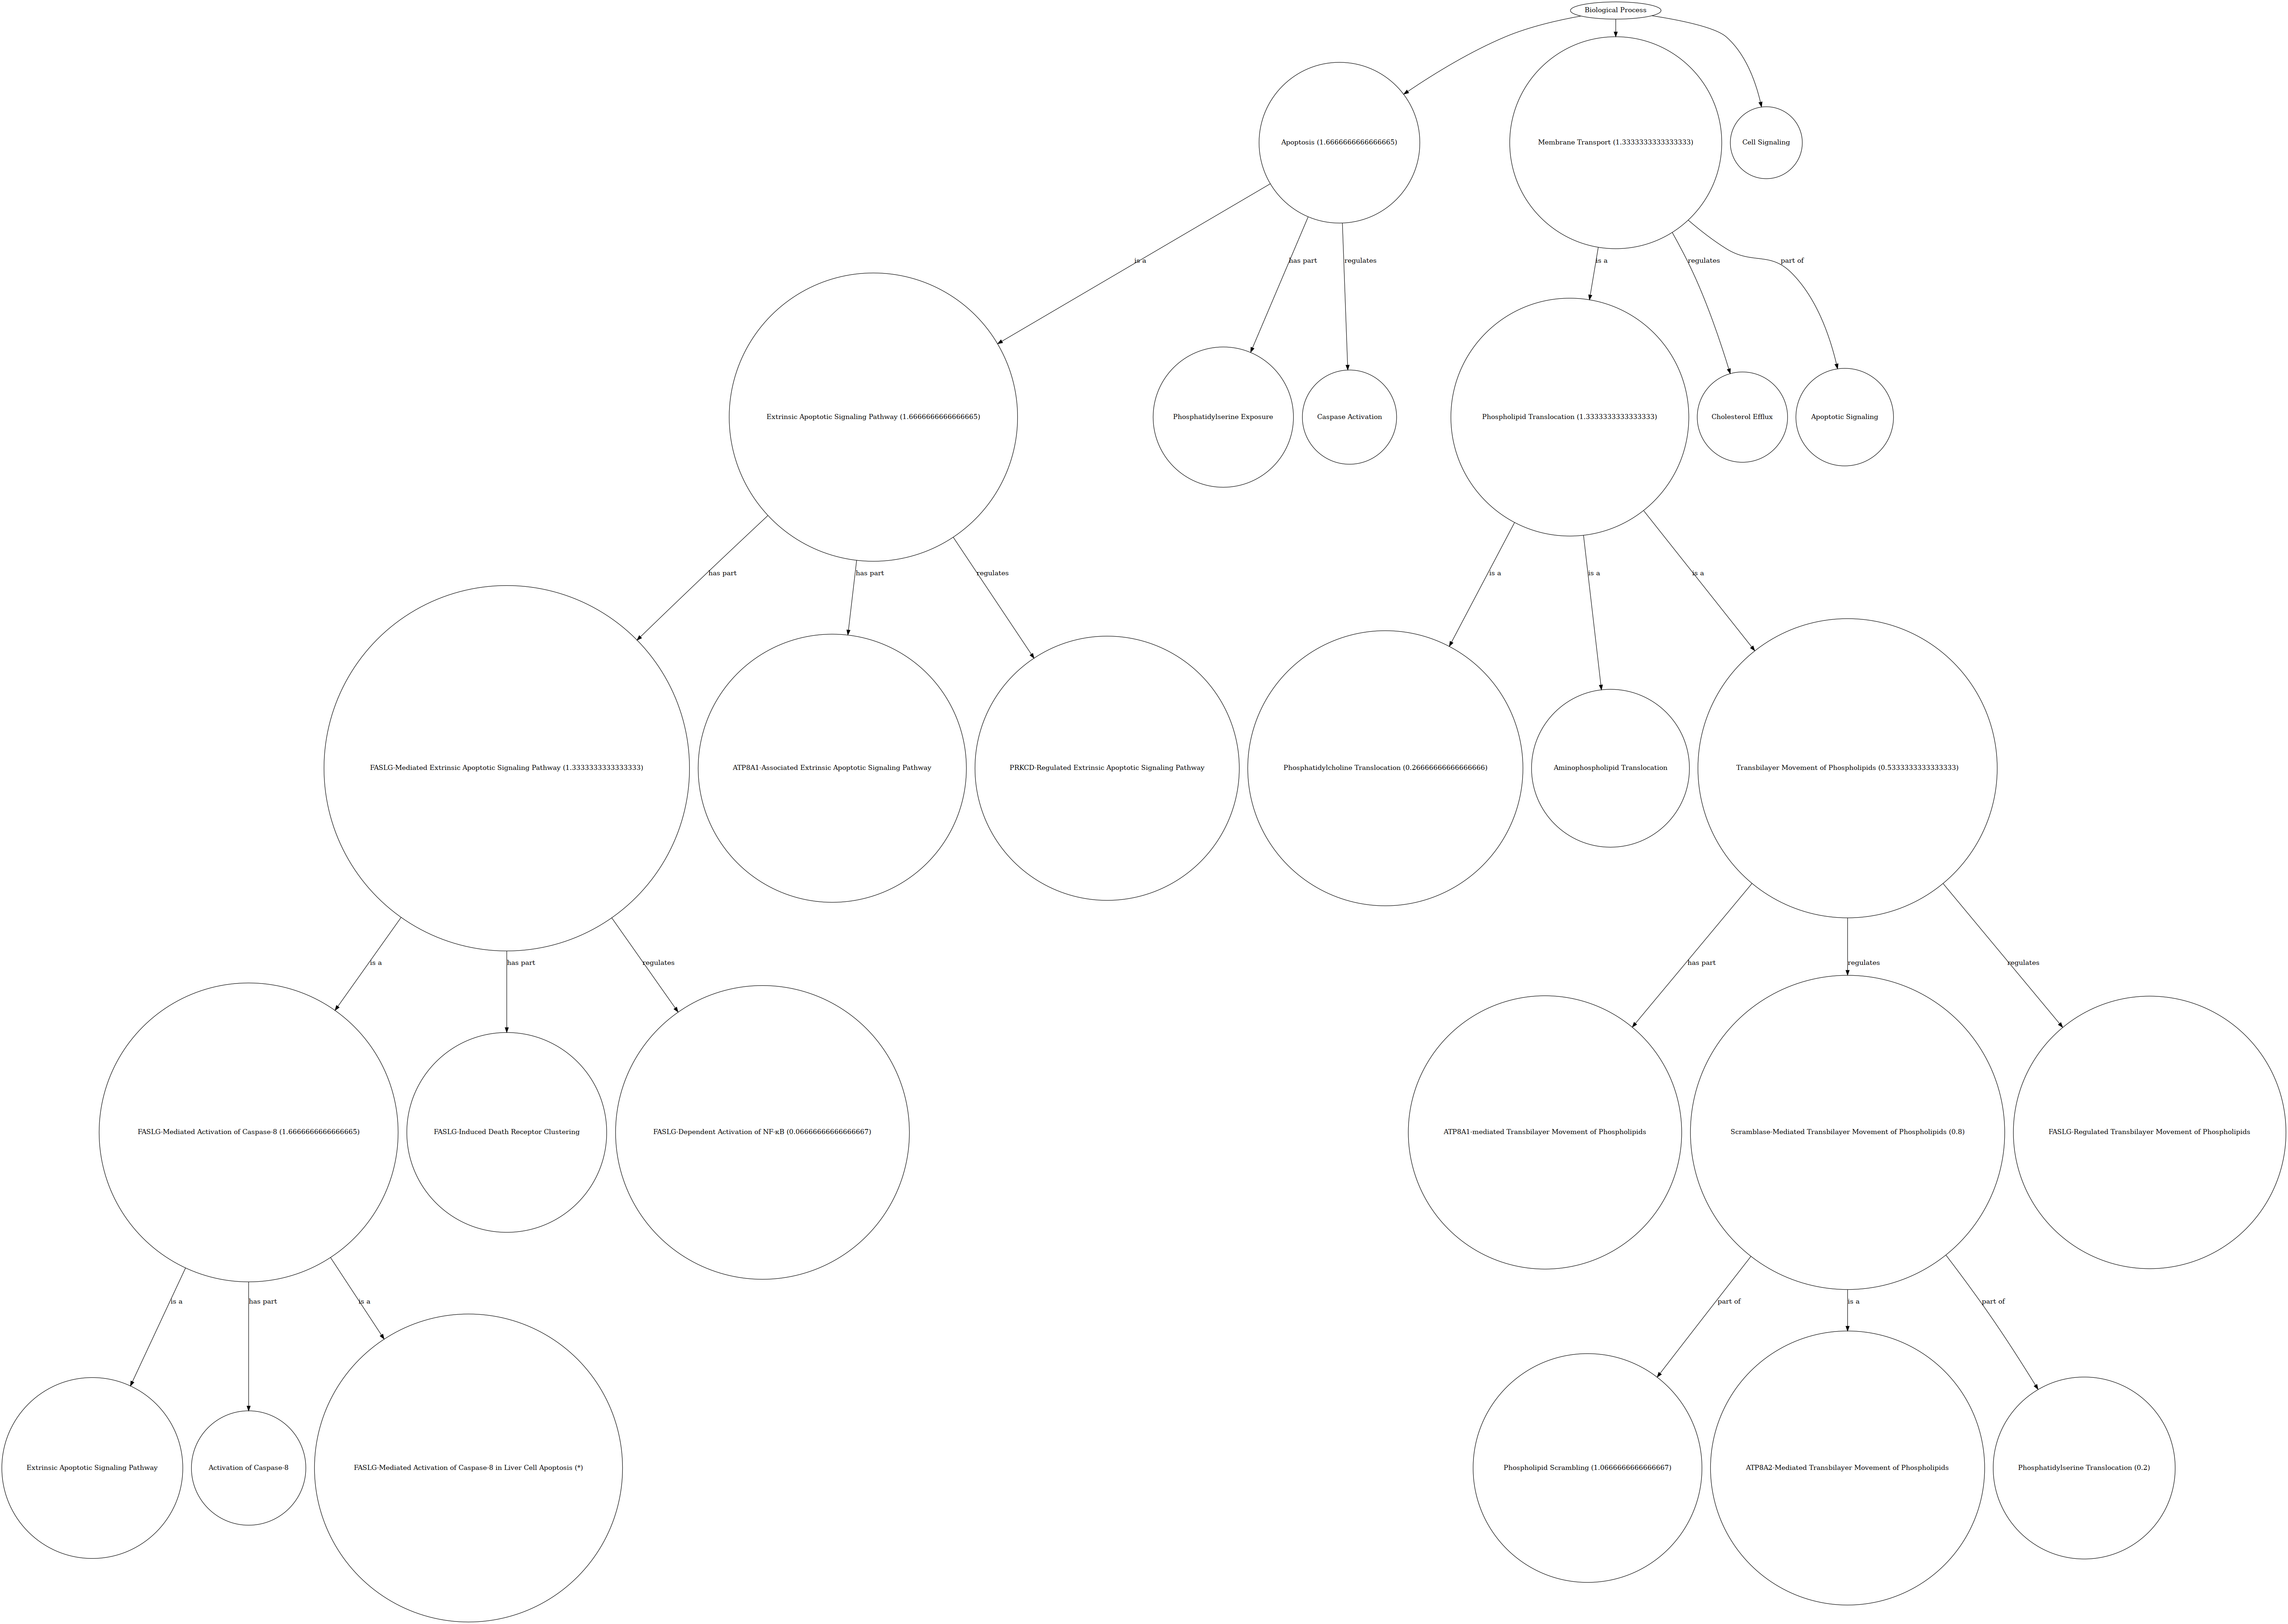 Biological Process
Apoptosis (1.6666666666666665)
Membrane Transport (1.3333333333333333)
Cell Signaling
is a
has part
regulates
is a
regulates
part of
Extrinsic Apoptotic Signaling Pathway (1.6666666666666665)
Phosphatidylserine Exposure
Caspase Activation
Phospholipid Translocation (1.3333333333333333)
Cholesterol Efflux
Apoptotic Signaling
has part
has part
regulates
is a
is a
is a
FASLG-Mediated Extrinsic Apoptotic Signaling Pathway (1.3333333333333333)
ATP8A1-Associated Extrinsic Apoptotic Signaling Pathway
PRKCD-Regulated Extrinsic Apoptotic Signaling Pathway
Phosphatidylcholine Translocation (0.26666666666666666)
Aminophospholipid Translocation
Transbilayer Movement of Phospholipids (0.5333333333333333)
is a
has part
regulates
has part
regulates
regulates
FASLG-Mediated Activation of Caspase-8 (1.6666666666666665)
FASLG-Induced Death Receptor Clustering
FASLG-Dependent Activation of NF-κB (0.06666666666666667)
ATP8A1-mediated Transbilayer Movement of Phospholipids
Scramblase-Mediated Transbilayer Movement of Phospholipids (0.8)
FASLG-Regulated Transbilayer Movement of Phospholipids
is a
has part
is a
part of
is a
part of
Extrinsic Apoptotic Signaling Pathway
Activation of Caspase-8
FASLG-Mediated Activation of Caspase-8 in Liver Cell Apoptosis (*)
Phospholipid Scrambling (1.0666666666666667)
ATP8A2-Mediated Transbilayer Movement of Phospholipids
Phosphatidylserine Translocation (0.2)